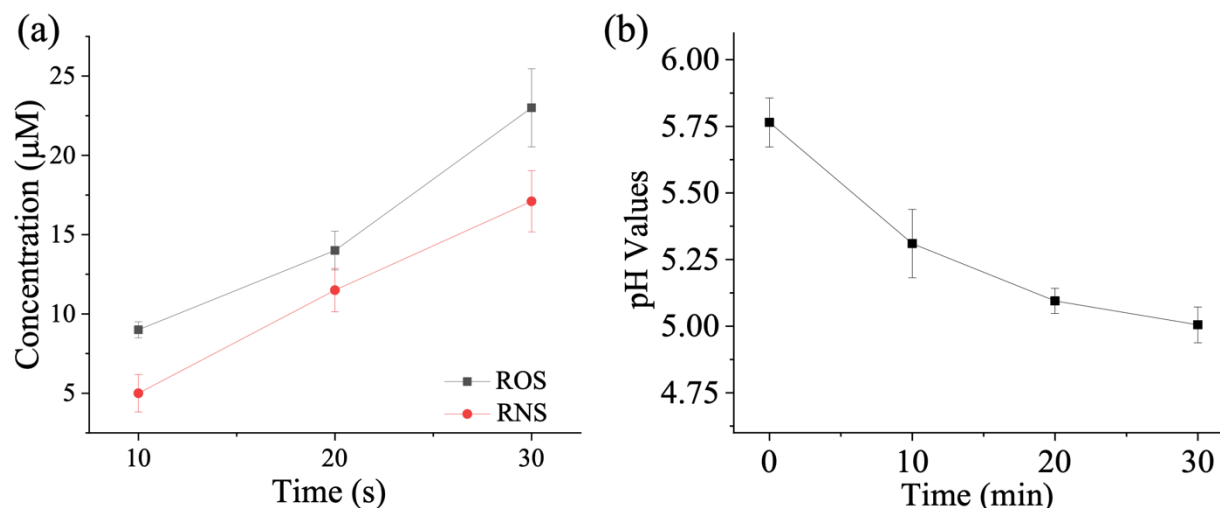 (a)
Concentration (μM)
25
20
15
10
5
10 20 30
Time (s)
ROS
RNS
(b)
pH Values
6.00
5.75
5.50
5.25
5.00
4.75
0 10 20 30
Time (min)